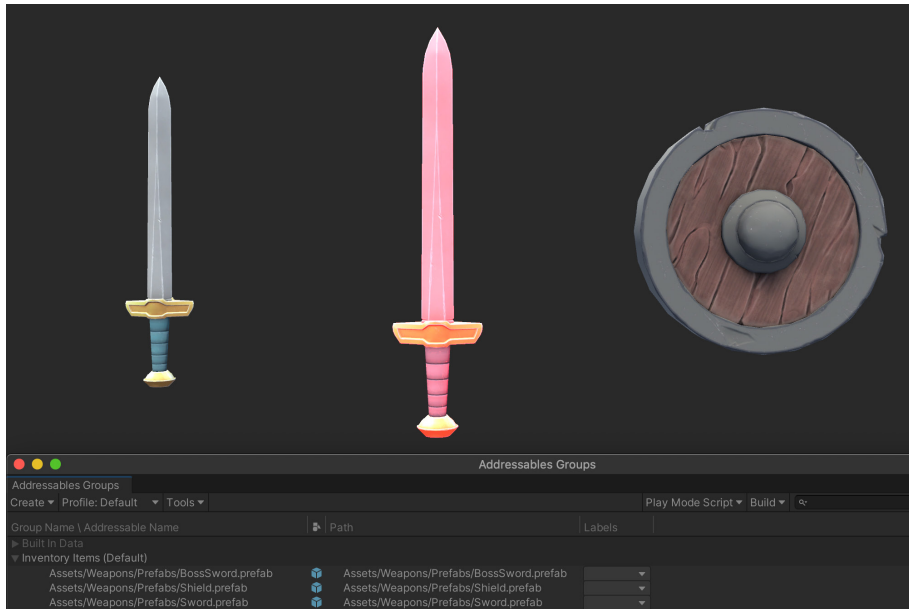 Addressables Groups
Addressables Groups
Create Profile: Default Tools Play Mode Script Build
Group Name \ Addressable Name Path Labels
Built In Data
Inventory Items (Default)
Assets/Weapons/Prefabs/BossSword.prefab Assets/Weapons/Prefabs/BossSword.prefab
Assets/Weapons/Prefabs/Shield.prefab Assets/Weapons/Prefabs/Shield.prefab
Assets/Weapons/Prefabs/Sword.prefab Assets/Weapons/Prefabs/Sword.prefab